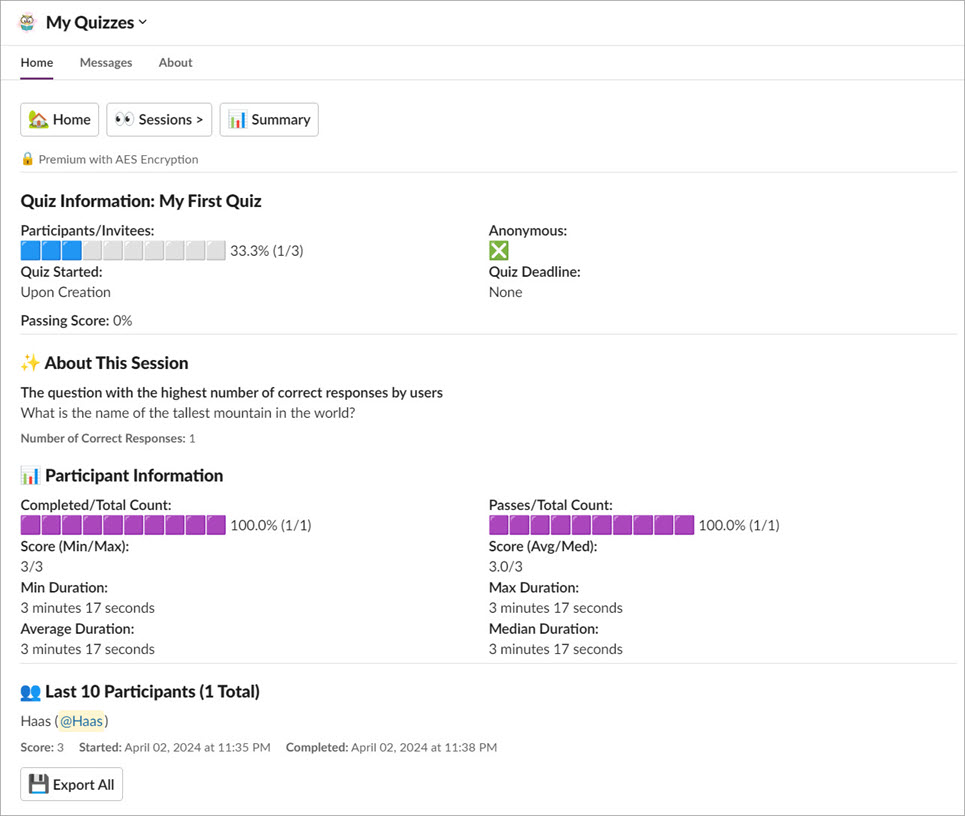 My Quizzes
Home Messages About
Home Sessions > Summary
Premium with AES Encryption
Quiz Information: My First Quiz
Participants/Invitees: Anonymous:
33.3% (1/3)
Quiz Started: Quiz Deadline:
Upon Creation None
Passing Score: 0%
About This Session
The question with the highest number of correct responses by users
What is the name of the tallest mountain in the world?
Number of Correct Responses: 1
Participant Information
Completed/Total Count: Passes/Total Count:
100.0% (1/1) 100.0% (1/1)
Score (Min/Max): Score (Avg/Med):
3/3 3.0/3
Min Duration: Max Duration:
3 minutes 17 seconds 3 minutes 17 seconds
Average Duration: Median Duration:
3 minutes 17 seconds 3 minutes 17 seconds
Last 10 Participants (1 Total)
Haas (@Haas)
Score: 3 Started: April 02, 2024 at 11:35 PM Completed: April 02, 2024 at 11:38 PM
Export All